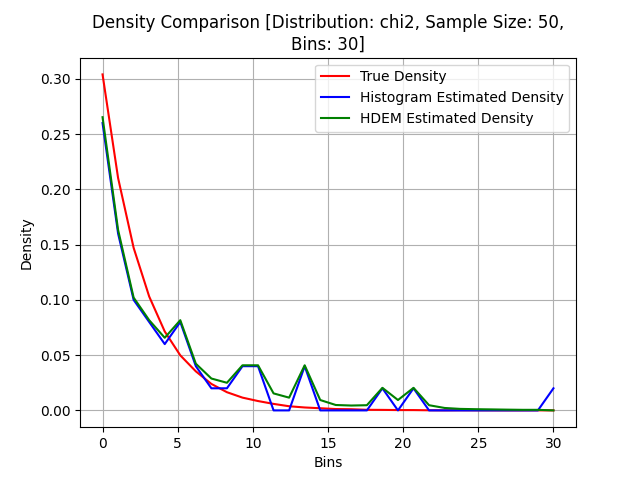 Density Comparison [Distribution: chi2, Sample Size: 50,
Bins: 30]
True Density
Histogram Estimated Density
HDEM Estimated Density
Density
0.30
0.25
0.20
0.15
0.10
0.05
0.00
0 5 10 15 20 25 30
Bins